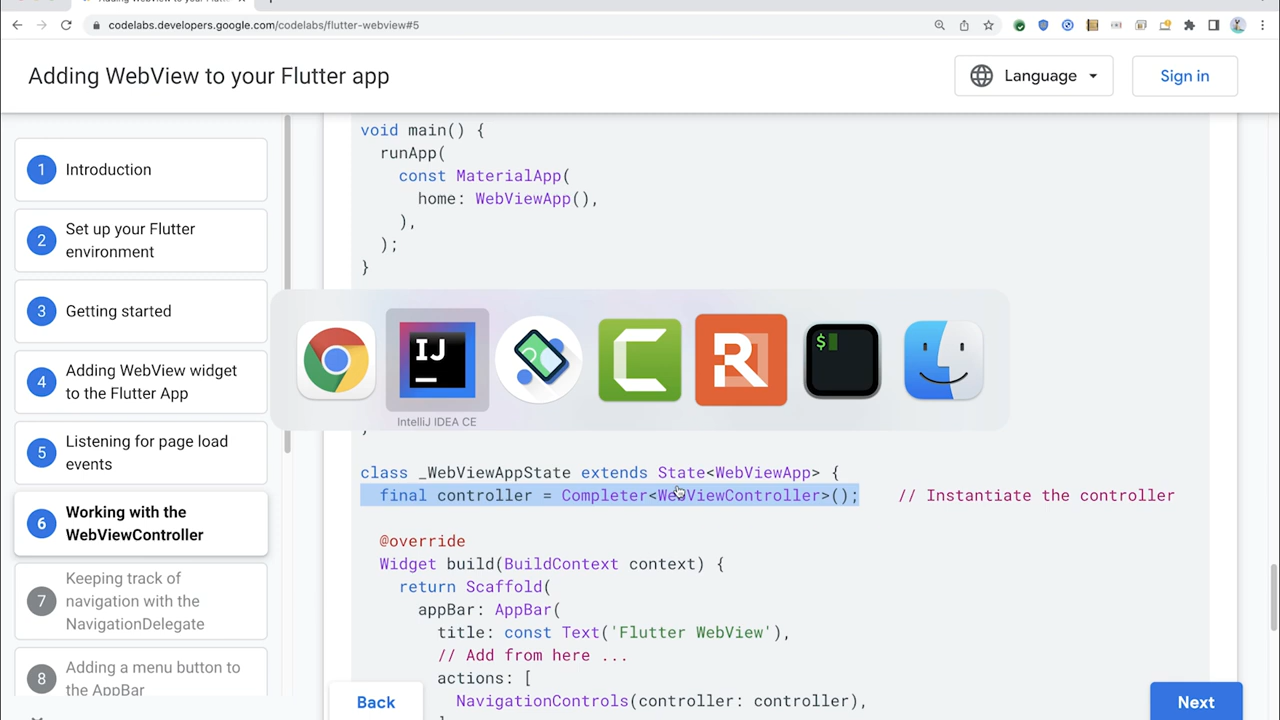 codelabs.developers.google.com/codelabs/flutter-webview#5
Adding WebView to your Flutter app
Language
Sign in
1 Introduction
2 Set up your Flutter
environment
3 Getting started
4 Adding WebView widget
to the Flutter App
5 Listening for page load
events
6 Working with the
WebViewController
7 Keeping track of
navigation with the
NavigationDelegate
8 Adding a menu button to
the AppBar
void main() {
runApp(
const MaterialApp(
home: WebViewApp(),
),
);
}
IJ
$
IntelliJ IDEA CE
class _WebViewAppState extends State<WebViewApp> {
final controller = Completer<WebViewController>(); // Instantiate the controller
@override
Widget build(BuildContext context) {
return Scaffold(
appBar: AppBar(
title: const Text('Flutter WebView'),
// Add from here ...
actions: [
NavigationControls(controller: controller),
Back
Next